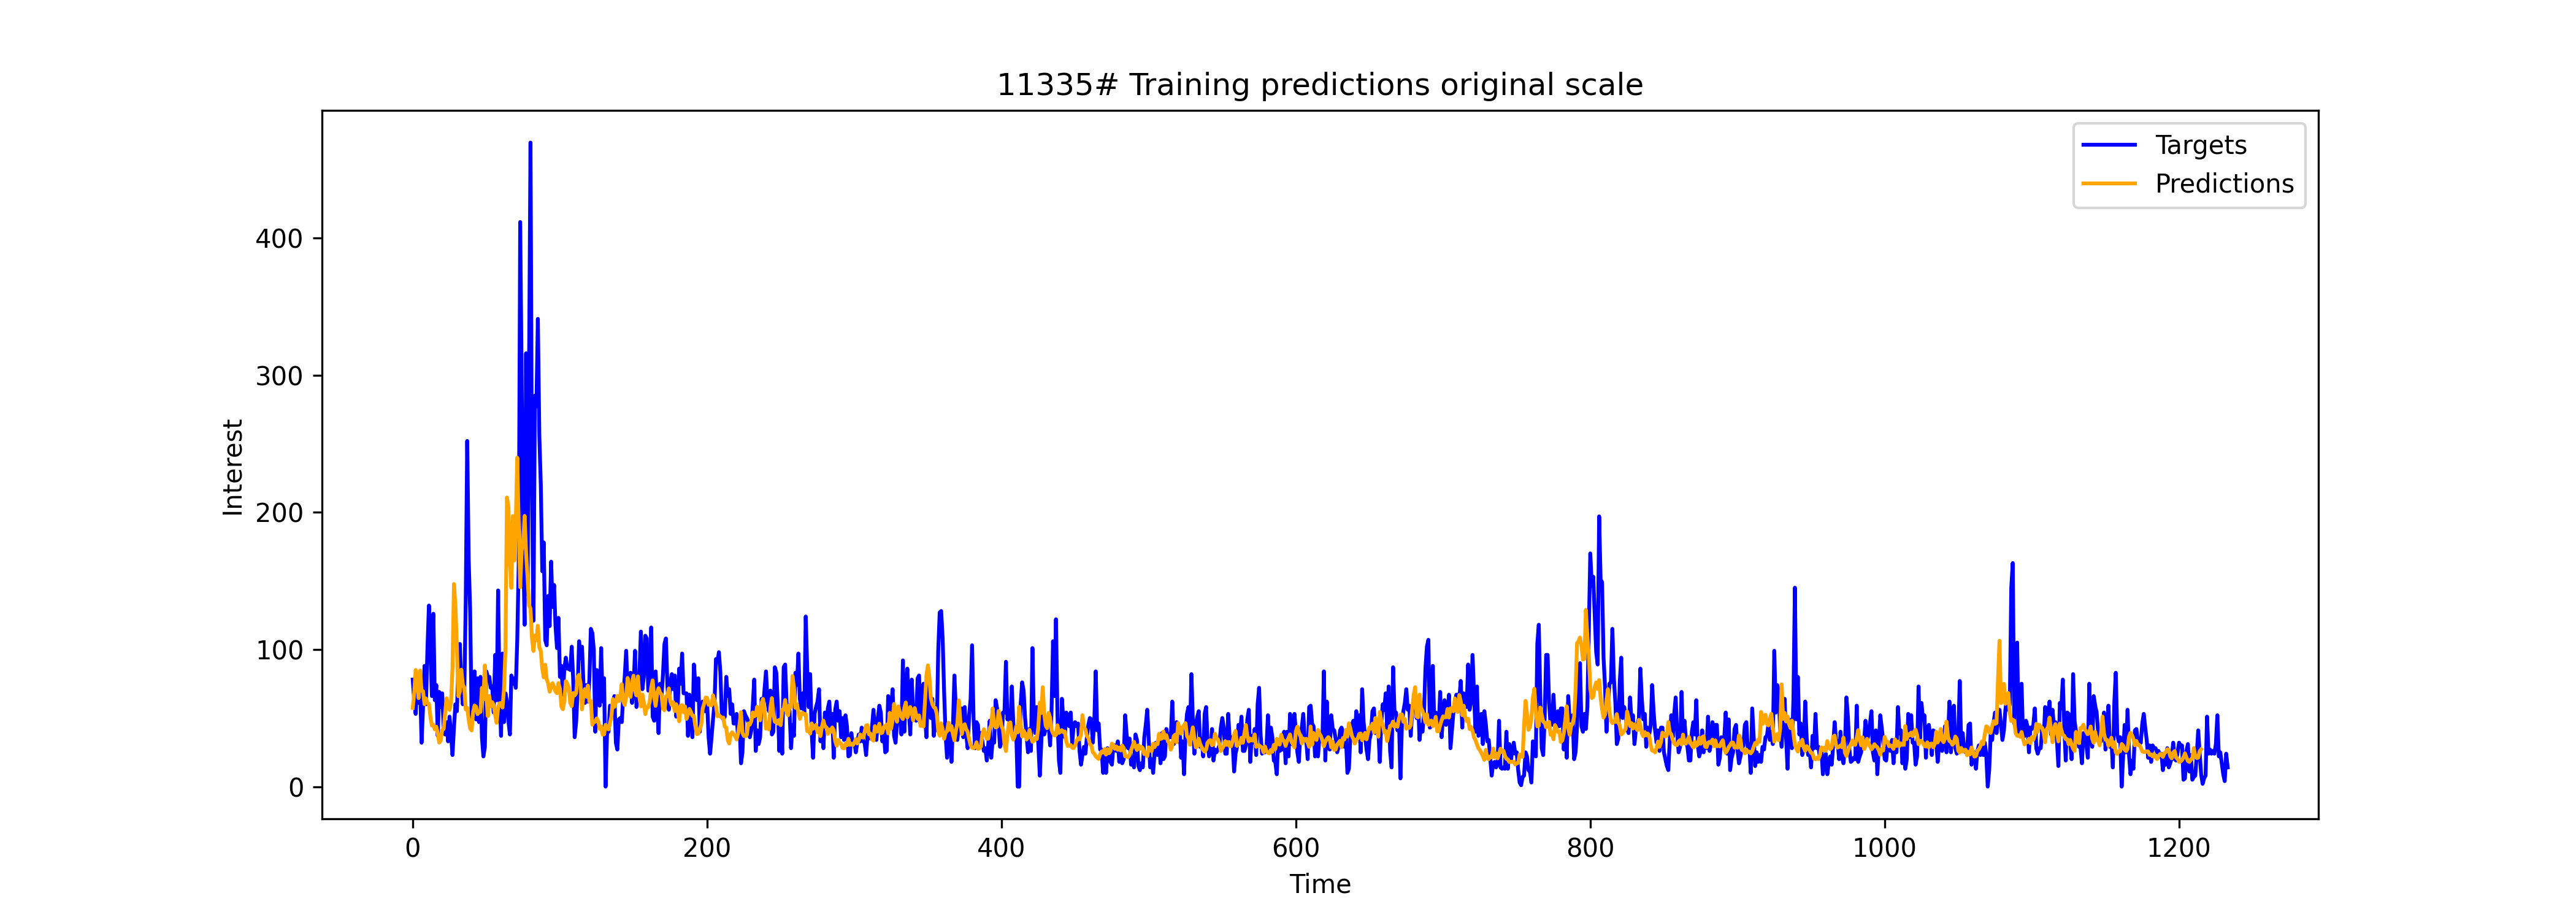 11335# Training predictions original scale
Targets
Predictions
Interest
400
300
200
100
0
0 200 400 600 800 1000 1200
Time